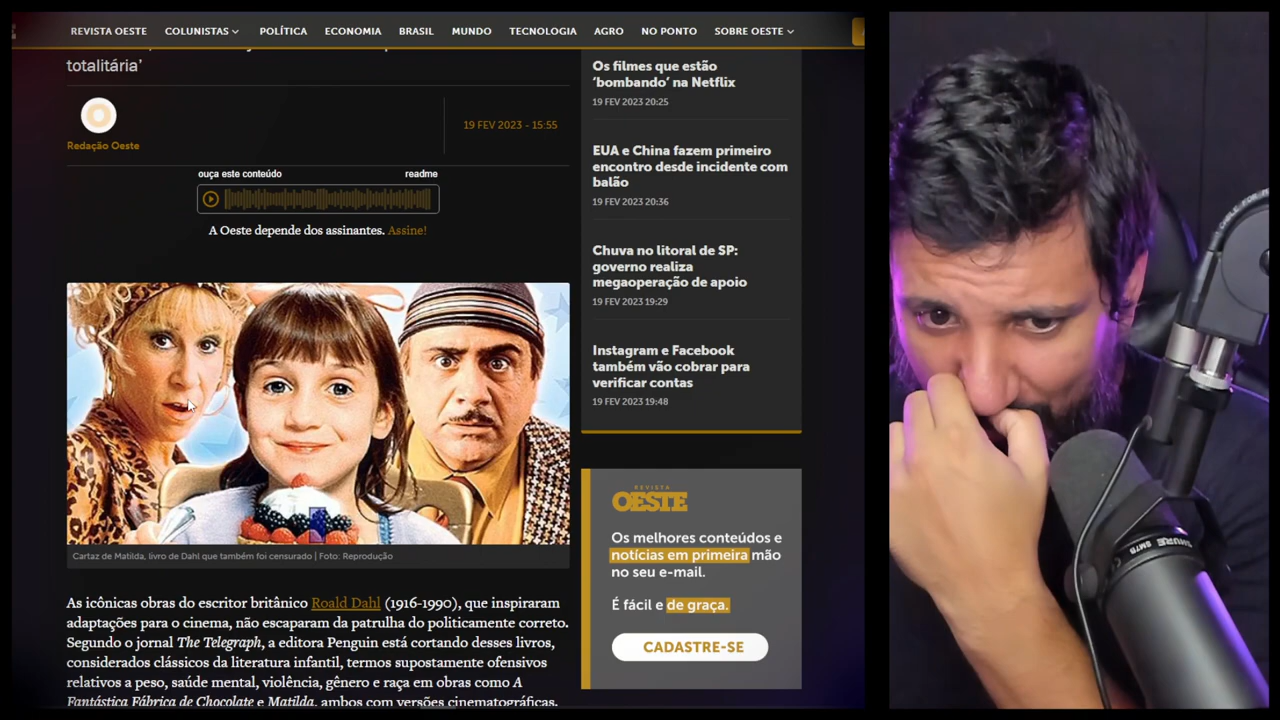 REVISTA OESTE COLUNISTAS POLÍTICA ECONOMIA BRASIL MUNDO TECNOLOGIA AGRO NO PONTO SOBRE OESTE
totalitária’
Redação Oeste
19 FEV 2023 - 15:55
ouça este conteúdo readme
A Oeste depende dos assinantes. Assine!
Cartaz de Matilda, livro de Dahl que também foi censurado | Foto: Reprodução
As icônicas obras do escritor britânico Roald Dahl (1916-1990), que inspiraram
adaptações para o cinema, não escaparam da patrulha do politicamente correto.
Segundo o jornal The Telegraph, a editora Penguin está cortando desses livros,
considerados clássicos da literatura infantil, termos supostamente ofensivos
relativos a peso, saúde mental, violência, gênero e raça em obras como A
Fantástica Fábrica de Chocolate e Matilda, ambos com versões cinematográficas.
Os filmes que estão
‘bombando’ na Netflix
19 FEV 2023 20:25
EUA e China fazem primeiro
encontro desde incidente com
balão
19 FEV 2023 20:36
Chuva no litoral de SP:
governo realiza
megaoperação de apoio
19 FEV 2023 19:29
Instagram e Facebook
também vão cobrar para
verificar contas
19 FEV 2023 19:48
REVISTA
OESTE
Os melhores conteúdos e
notícias em primeira mão
no seu e-mail.
É fácil e de graça.
CADASTRE-SE
SHURE
SM7B